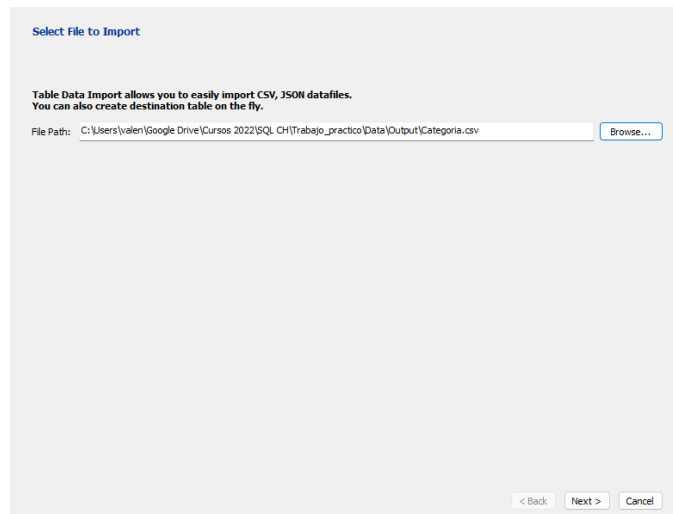 Select File to Import
Table Data Import allows you to easily import CSV, JSON datafiles.
You can also create destination table on the fly.
File Path: C:\Users\valen\Google Drive\Cursos 2022\SQL CH\Trabajo_practico\Data\Output\Categoria.csv Browse...
< Back Next > Cancel